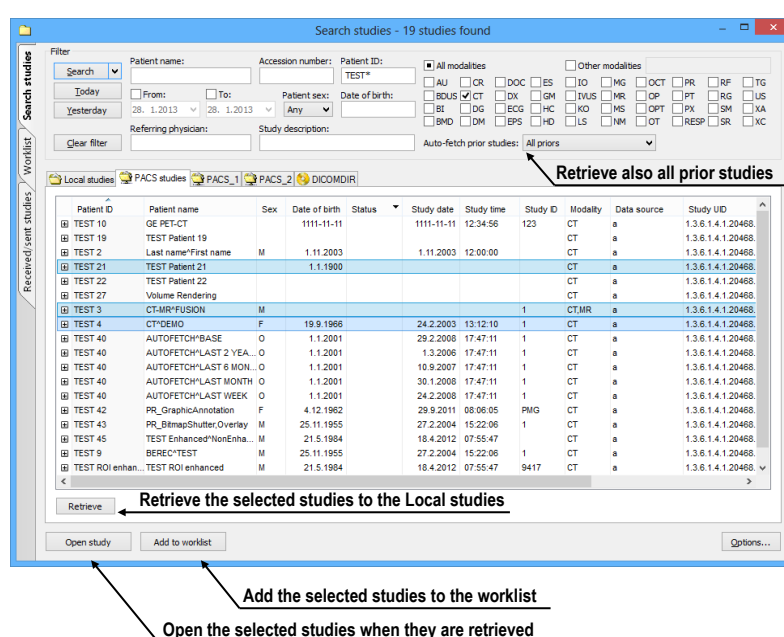 Search studies - 19 studies found
Search studies
Worklist
Received/sent studies
Filter
Search
Today
Yesterday
Clear filter
Patient name:
Accession number:
Patient ID:
TEST*
From:
To:
Patient sex:
Date of birth:
28. 1.2013
28. 1.2013
Any
Referring physician:
Study description:
All modalities
Other modalities
AU CR DOC ES IO MG OCT PR RF TG
BDUS CT DX GM IVUS MR OP PT RG US
BI DG ECG HC KO MS OPT PX SM XA
BMD DM EPS HD LS NM OT RESP SR XC
Auto-fetch prior studies: All priors
Retrieve also all prior studies
Local studies PACS studies PACS_1 PACS_2 DICOMDIR
Patient ID Patient name Sex Date of birth Status Study date Study time Study ID Modality Data source Study UID
TEST 10 GE PET-CT 1111-11-11 1111-11-11 12:34:56 123 CT a 1.3.6.1.4.1.20468.
TEST 19 TEST Patient 19 CT a 1.3.6.1.4.1.20468.
TEST 2 Last name^First name M 1.11.2003 1.11.2003 12:00:00 CT a 1.3.6.1.4.1.20468.
TEST 21 TEST Patient 21 1.1.1900 CT a 1.3.6.1.4.1.20468.
TEST 22 TEST Patient 22 CT a 1.3.6.1.4.1.20468.
TEST 27 Volume Rendering CT a 1.3.6.1.4.1.20468.
TEST 3 CT-MR^FUSION M 1 CT,MR a 1.3.6.1.4.1.20468.
TEST 4 CT^DEMO F 19.9.1966 24.2.2003 13:12:10 1 CT a 1.3.6.1.4.1.20468.
TEST 40 AUTOFETCH^BASE O 1.1.2001 29.2.2008 17:47:11 1 CT a 1.3.6.1.4.1.20468.
TEST 40 AUTOFETCH^LAST 2 YEA... O 1.1.2001 1.3.2006 17:47:11 1 CT a 1.3.6.1.4.1.20468.
TEST 40 AUTOFETCH^LAST 6 MON... O 1.1.2001 10.9.2007 17:47:11 1 CT a 1.3.6.1.4.1.20468.
TEST 40 AUTOFETCH^LAST MONTH O 1.1.2001 30.1.2008 17:47:11 1 CT a 1.3.6.1.4.1.20468.
TEST 40 AUTOFETCH^LAST WEEK O 1.1.2001 24.2.2008 17:47:11 1 CT a 1.3.6.1.4.1.20468.
TEST 42 PR_GraphicAnnotation F 4.12.1962 29.9.2011 08:06:05 PMG CT a 1.3.6.1.4.1.20468.
TEST 43 PR_BitmapShutter,Overlay M 25.11.1955 27.2.2004 15:22:06 1 CT a 1.3.6.1.4.1.20468.
TEST 45 TEST Enhanced^NonEnha... M 21.5.1984 18.4.2012 07:55:47 CT a 1.3.6.1.4.1.20468.
TEST 9 BEREC^TEST M 25.11.1955 27.2.2004 15:22:06 1 CT a 1.3.6.1.4.1.20468.
TEST ROI enhan... TEST ROI enhanced M 21.5.1984 18.4.2012 07:55:47 9417 CT a 1.3.6.1.4.1.20468.
Retrieve
Retrieve the selected studies to the Local studies
Open study
Add to worklist
Options...
Add the selected studies to the worklist
Open the selected studies when they are retrieved